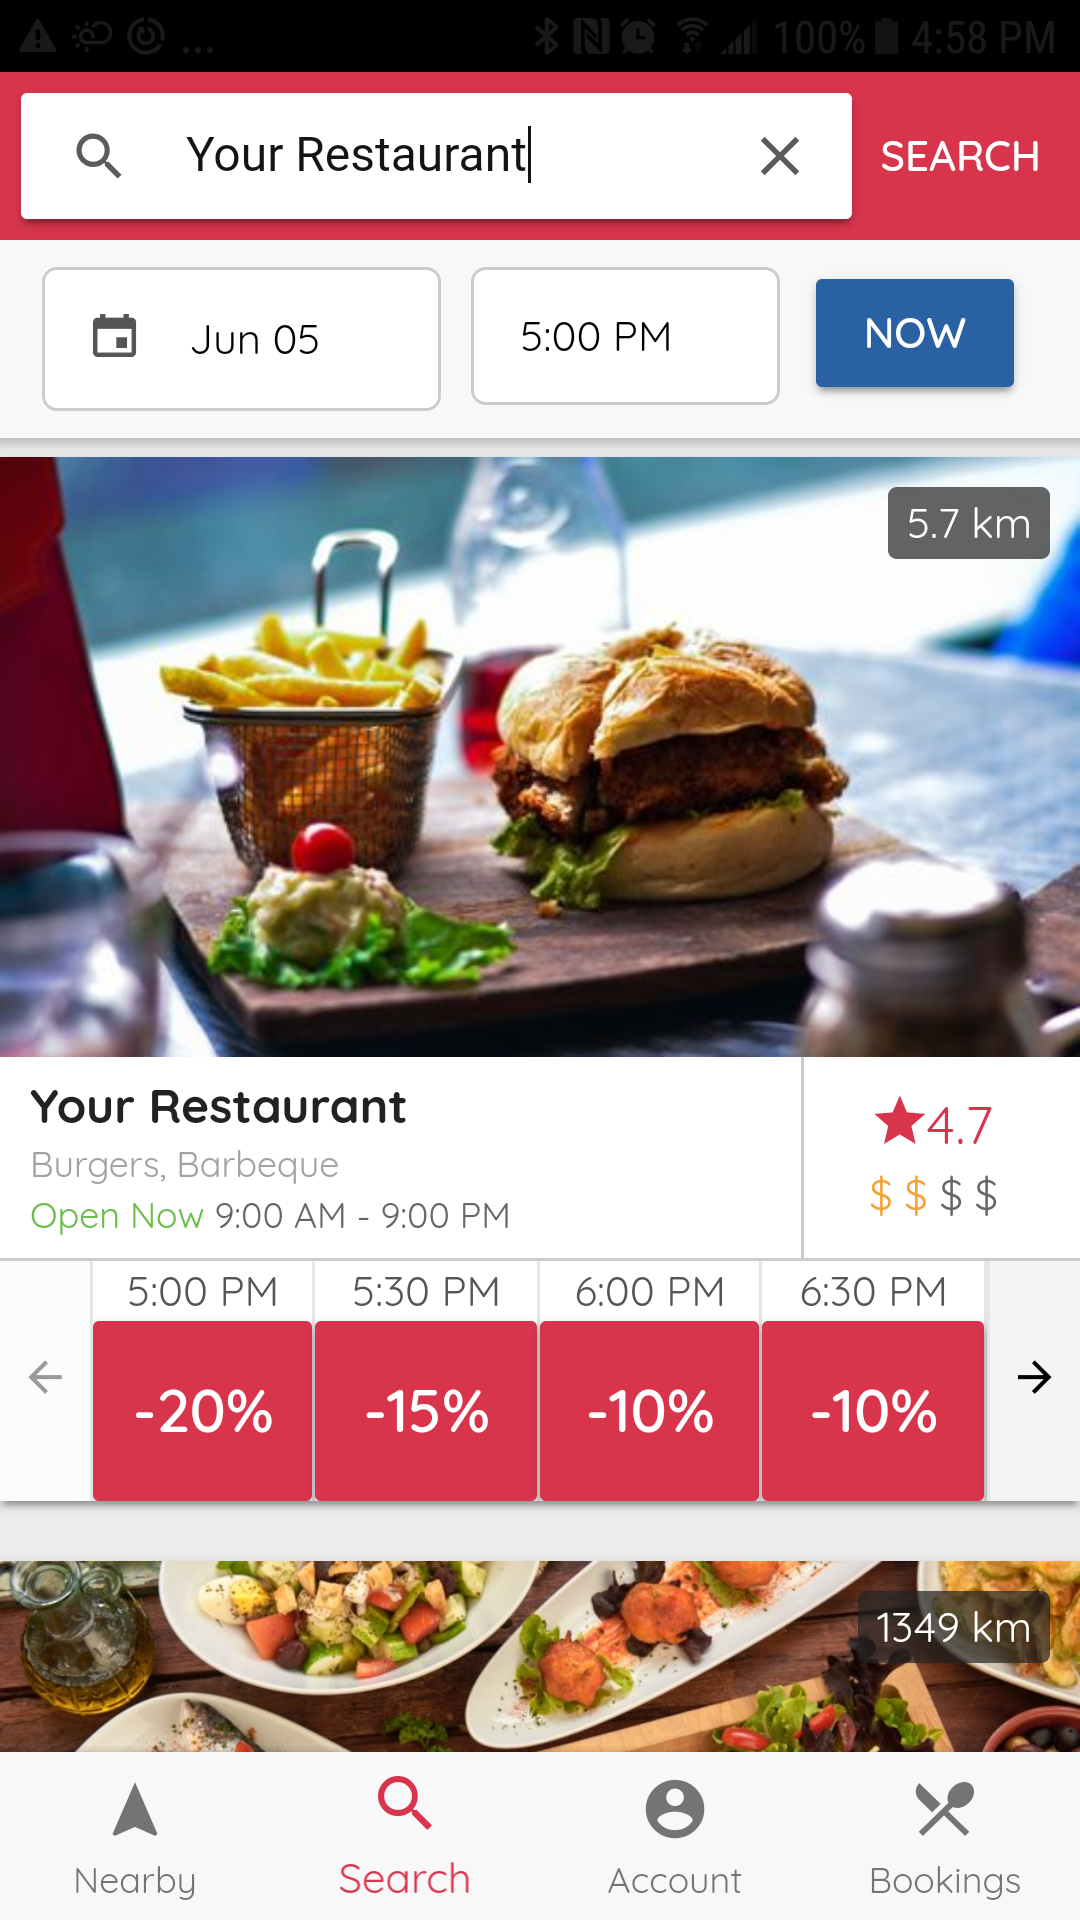 ... 100% 4:58 PM
Your Restaurant SEARCH
Jun 05 5:00 PM NOW
5.7 km
Your Restaurant
4.7
Burgers, Barbeque
$ $ $ $
Open Now 9:00 AM - 9:00 PM
5:00 PM 5:30 PM 6:00 PM 6:30 PM
-20% -15% -10% -10%
1349 km
Nearby Search Account Bookings